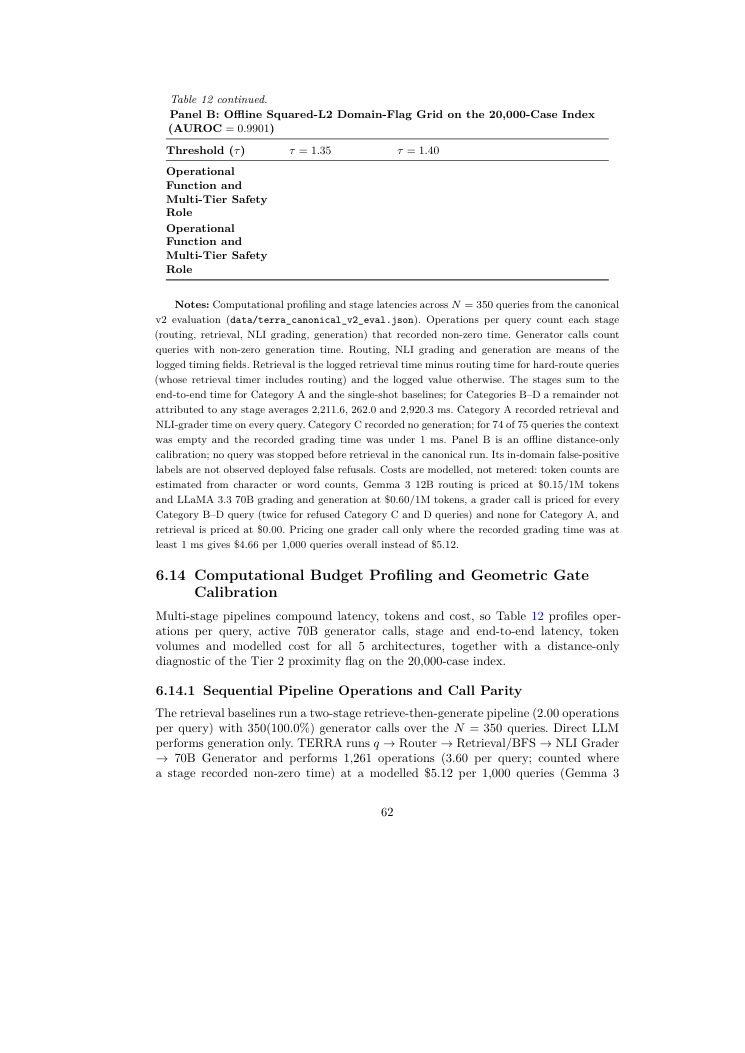 Table 12 continued.
Panel B: Offline Squared-L2 Domain-Flag Grid on the 20,000-Case Index
(AUROC = 0.9901)
Threshold (τ) τ = 1.35 τ = 1.40
Operational
Function and
Multi-Tier Safety
Role
Operational
Function and
Multi-Tier Safety
Role
Notes: Computational profiling and stage latencies across N = 350 queries from the canonical
v2 evaluation (data/terra_canonical_v2_eval.json). Operations per query count each stage
(routing, retrieval, NLI grading, generation) that recorded non-zero time. Generator calls count
queries with non-zero generation time. Routing, NLI grading and generation are means of the
logged timing fields. Retrieval is the logged retrieval time minus routing time for hard-route queries
(whose retrieval timer includes routing) and the logged value otherwise. The stages sum to the
end-to-end time for Category A and the single-shot baselines; for Categories B–D a remainder not
attributed to any stage averages 2,211.6, 262.0 and 2,920.3 ms. Category A recorded retrieval and
NLI-grader time on every query. Category C recorded no generation; for 74 of 75 queries the context
was empty and the recorded grading time was under 1 ms. Panel B is an offline distance-only
calibration; no query was stopped before retrieval in the canonical run. Its in-domain false-positive
labels are not observed deployed false refusals. Costs are modelled, not metered: token counts are
estimated from character or word counts, Gemma 3 12B routing is priced at $0.15/1M tokens
and LLaMA 3.3 70B grading and generation at $0.60/1M tokens, a grader call is priced for every
Category B–D query (twice for refused Category C and D queries) and none for Category A, and
retrieval is priced at $0.00. Pricing one grader call only where the recorded grading time was at
least 1 ms gives $4.66 per 1,000 queries overall instead of $5.12.
6.14 Computational Budget Profiling and Geometric Gate
Calibration
Multi-stage pipelines compound latency, tokens and cost, so Table 12 profiles oper-
ations per query, active 70B generator calls, stage and end-to-end latency, token
volumes and modelled cost for all 5 architectures, together with a distance-only
diagnostic of the Tier 2 proximity flag on the 20,000-case index.
6.14.1 Sequential Pipeline Operations and Call Parity
The retrieval baselines run a two-stage retrieve-then-generate pipeline (2.00 operations
per query) with 350(100.0%) generator calls over the N = 350 queries. Direct LLM
performs generation only. TERRA runs q → Router → Retrieval/BFS → NLI Grader
→ 70B Generator and performs 1,261 operations (3.60 per query; counted where
a stage recorded non-zero time) at a modelled $5.12 per 1,000 queries (Gemma 3
62